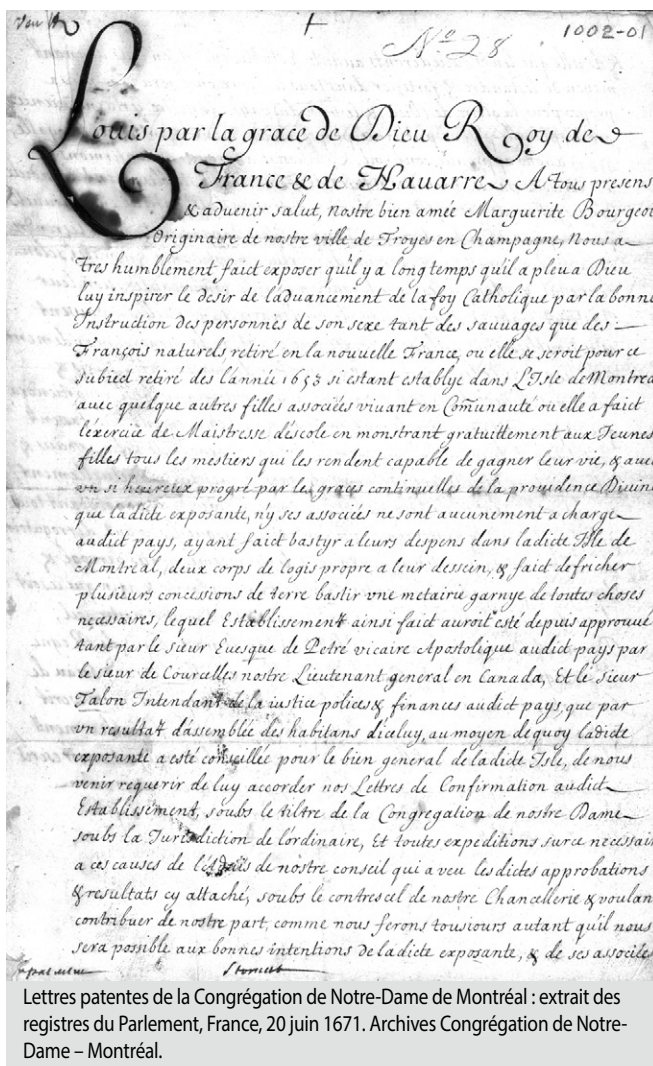 Nº 28
1002-01
Louis par la grace de Dieu Roy de
France & de Nauarre A tous presens
& aduenir salut, nostre bien amée Marguerite Bourgeoi
Originaire de nostre ville de Troyes en Champagne, Nous a
tres humblement faict exposer quil y a long temps quil a pleu a Dieu
luy inspirer le desir de laduancement de la foy Catholique par la bonne
Instruction des personnes de son sexe tant des sauuages que des
François naturels retiré en la nouuelle France, ou elle se seroit pour ce
subiect retiré des lannée 1653 si estant establye dans L'Isle de Montrea
auec quelque autres filles associées viuant en Com̃unauté ou elle a faict
léxercice de Maistresse déscole en monstrant gratuittement aux Jeunes
filles tous les mestiers qui les rendent capable de gagner leur vie, & auec
vn si heureux progré par les graces continuelles de la prouidence Diuine
que ladicte exposante, n'y ses associées ne sont aucunement a charge
audict pays, ayant faict bastyr a leurs despens dans ladicte Isle de
Montreal, deux corps de logis propre a leur dessein, & faict defricher
plusieurs concessions de terre bastir vne metairie garnye de toutes choses
necessaires, lequel Establissement ainsi faict auroit esté depuis approuué
tant par le sieur Euesque de Petré vicaire Apostolique audict pays par
le sieur de Courcelles nostre Lieutenant general en Canada, Et le sieur
Talon Intendant de la iustice polices & finances audict pays, que par
vn resultat dassemblée des habitans diceluy, au moyen de quoy ladicte
exposante a esté conseillée pour le bien general de ladicte Isle, de nous
venir requerir de luy accorder nos Lettres de Confirmation audict
Establissement, soubs le tiltre de la Congregation de nostre Dame
soubs la Jurisdiction de lordinaire, Et toutes expeditions surce necessair
a ces causes de l'Aduis de nostre conseil qui a veu les dictes approbations
& resultats cy attaché, soubs le contrescel de nostre Chancellerie & voulan
contribuer de nostre part, comme nous ferons tousiours autant quil nous
sera possible aux bonnes intentions de ladicte exposante, & de ses associées
Lettres patentes de la Congrégation de Notre-Dame de Montréal : extrait des
registres du Parlement, France, 20 juin 1671. Archives Congrégation de Notre-
Dame – Montréal.